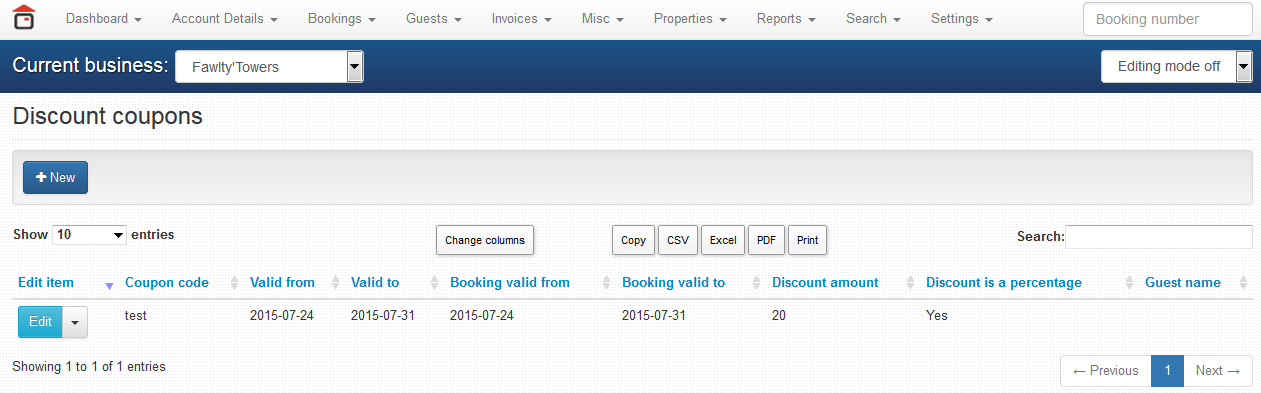 Dashboard Account Details Bookings Guests Invoices Misc Properties Reports Search Settings Booking number
Current business: Fawlty'Towers Editing mode off
Discount coupons
+ New
Show 10 entries Change columns Copy CSV Excel PDF Print Search:
Edit item Coupon code Valid from Valid to Booking valid from Booking valid to Discount amount Discount is a percentage Guest name
Edit test 2015-07-24 2015-07-31 2015-07-24 2015-07-31 20 Yes
Showing 1 to 1 of 1 entries ← Previous 1 Next →